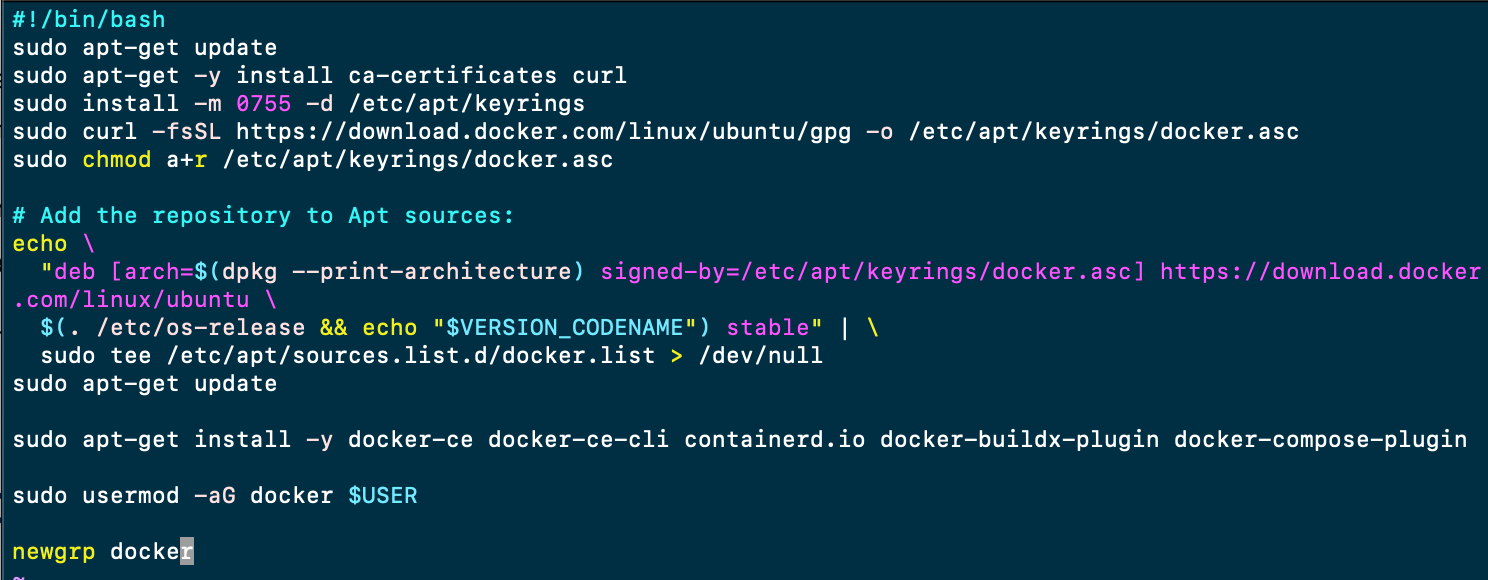 #!/bin/bash
sudo apt-get update
sudo apt-get -y install ca-certificates curl
sudo install -m 0755 -d /etc/apt/keyrings
sudo curl -fsSL https://download.docker.com/linux/ubuntu/gpg -o /etc/apt/keyrings/docker.asc
sudo chmod a+r /etc/apt/keyrings/docker.asc

# Add the repository to Apt sources:
echo \
  "deb [arch=$(dpkg --print-architecture) signed-by=/etc/apt/keyrings/docker.asc] https://download.docker
.com/linux/ubuntu \
  $(. /etc/os-release && echo "$VERSION_CODENAME") stable" | \
  sudo tee /etc/apt/sources.list.d/docker.list > /dev/null
sudo apt-get update

sudo apt-get install -y docker-ce docker-ce-cli containerd.io docker-buildx-plugin docker-compose-plugin

sudo usermod -aG docker $USER

newgrp docker
~